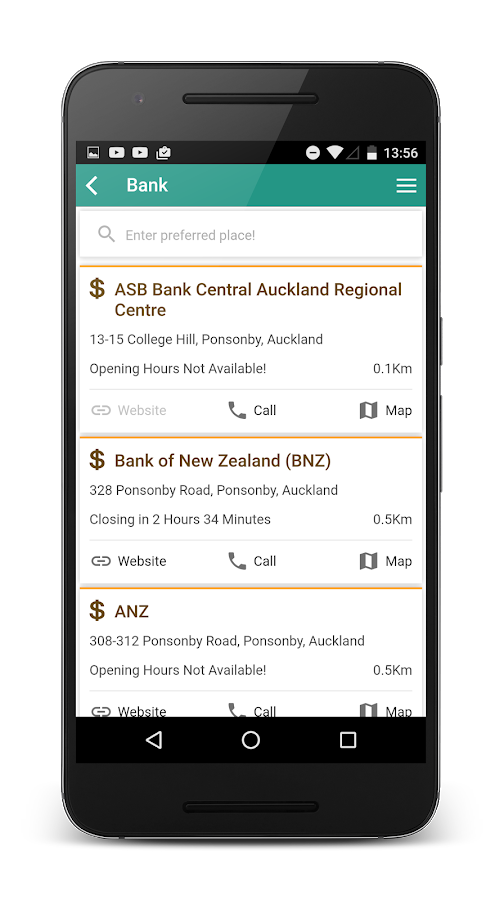 13:56
Bank
Enter preferred place!
$ ASB Bank Central Auckland Regional
Centre
13-15 College Hill, Ponsonby, Auckland
Opening Hours Not Available! 0.1Km
Website Call Map
$ Bank of New Zealand (BNZ)
328 Ponsonby Road, Ponsonby, Auckland
Closing in 2 Hours 34 Minutes 0.5Km
Website Call Map
$ ANZ
308-312 Ponsonby Road, Ponsonby, Auckland
Opening Hours Not Available! 0.5Km
Website Call Map